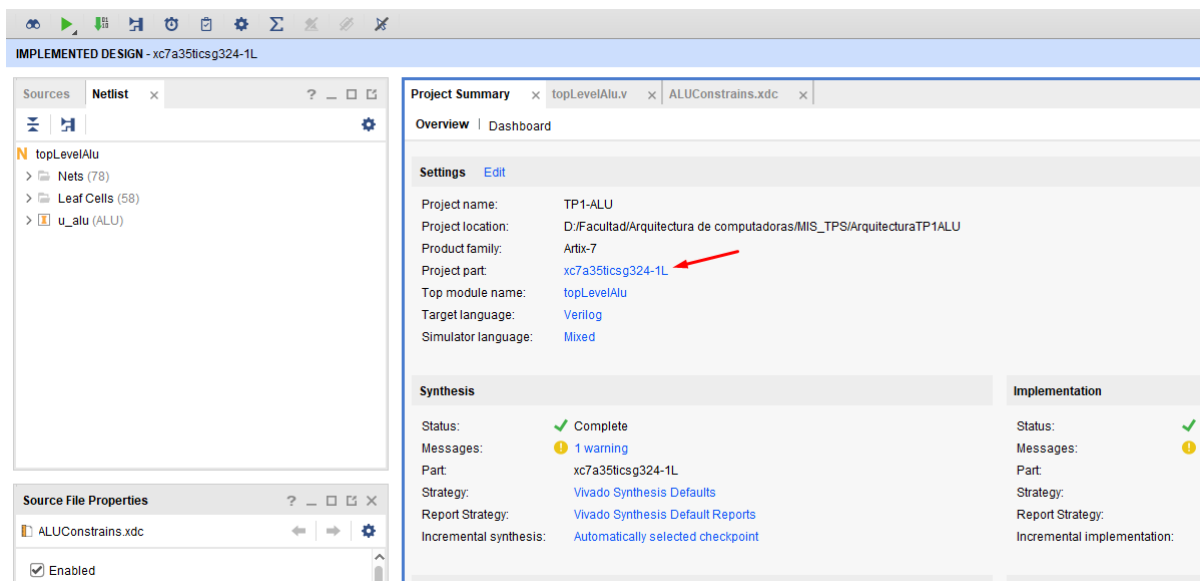 IMPLEMENTED DESIGN - xc7a35ticsg324-1L
Sources Netlist × ? _
topLevelAlu
Nets (78)
Leaf Cells (58)
u_alu (ALU)
Source File Properties ? _ ×
ALUConstrains.xdc
Enabled
Project Summary × topLevelAlu.v × ALUConstrains.xdc ×
Overview | Dashboard
Settings Edit
Project name: TP1-ALU
Project location: D:/Facultad/Arquitectura de computadoras/MIS_TPS/ArquitecturaTP1ALU
Product family: Artix-7
Project part: xc7a35ticsg324-1L
Top module name: topLevelAlu
Target language: Verilog
Simulator language: Mixed
Synthesis
Status: Complete
Messages: 1 warning
Part: xc7a35ticsg324-1L
Strategy: Vivado Synthesis Defaults
Report Strategy: Vivado Synthesis Default Reports
Incremental synthesis: Automatically selected checkpoint
Implementation
Status:
Messages:
Part:
Strategy:
Report Strategy:
Incremental implementation: